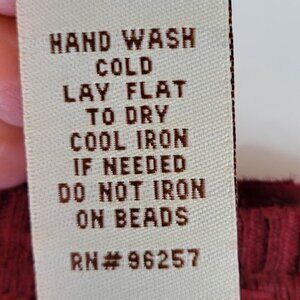 HAND WASH
COLD
LAY FLAT
TO DRY
COOL IRON
IF NEEDED
DO NOT IRON
ON BEADS
RN# 96257